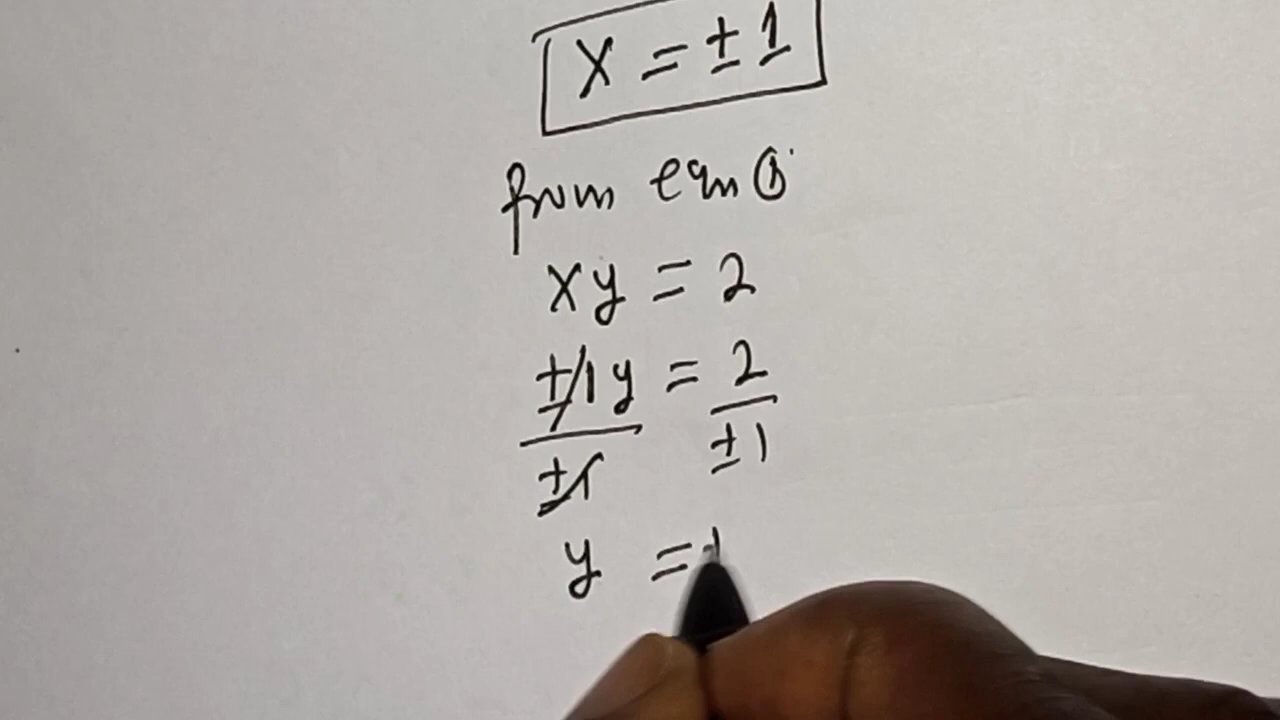 x = ±1
from eqn ①
xy = 2
±1y = 2
±1 ±1
y =